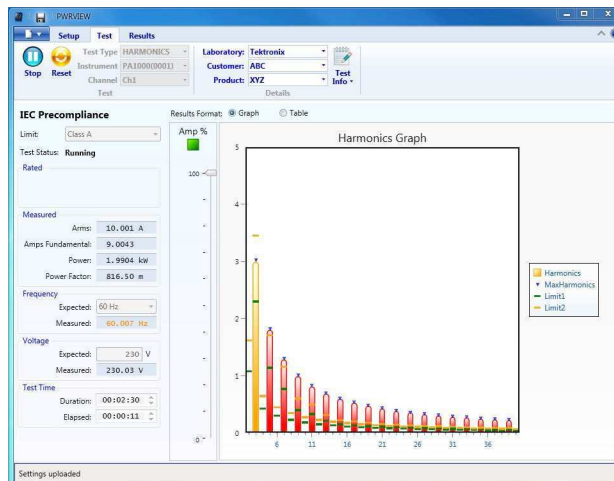 PWRVIEW
Setup Test Results
Test Type HARMONICS Laboratory: Tektronix
Instrument PA1000(0001) Customer: ABC
Stop Reset Channel Ch1 Product: XYZ Test Info
Test Details
IEC Precompliance Results Format: Graph Table
Limit: Class A
Test Status: Running
Rated
Measured
Arms: 10.001 A
Amps Fundamental: 9.0043
Power: 1.9904 kW
Power Factor: 816.50 m
Frequency
Expected: 60 Hz
Measured: 60.007 Hz
Voltage
Expected: 230 V
Measured: 230.03 V
Test Time
Duration: 00:02:30
Elapsed: 00:00:11
Amp %
100
0
Harmonics Graph
5
4
3
2
1
0
1 6 11 16 21 26 31 36
Harmonics
MaxHarmonics
Limit1
Limit2
Settings uploaded